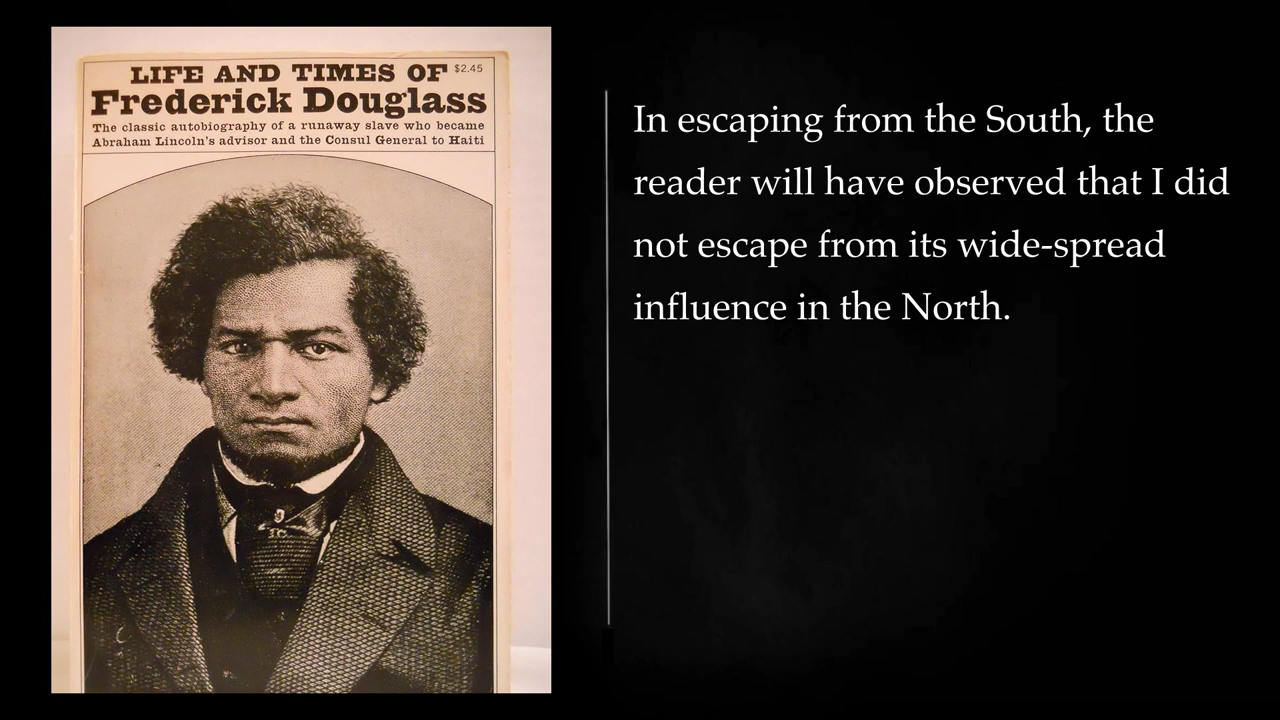 LIFE AND TIMES OF $2.45
Frederick Douglass
The classic autobiography of a runaway slave who became
Abraham Lincoln's advisor and the Consul General to Haiti
In escaping from the South, the
reader will have observed that I did
not escape from its wide-spread
influence in the North.